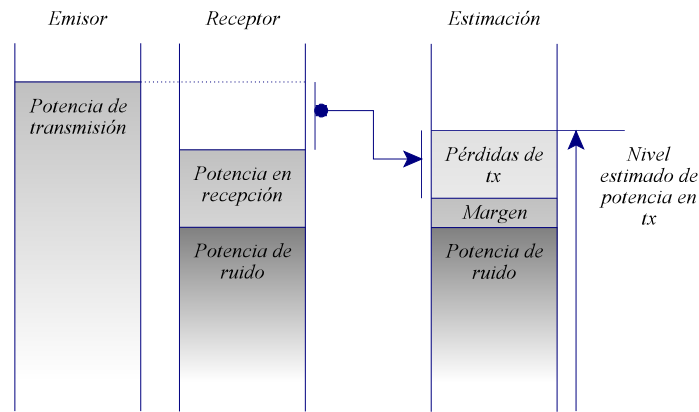 Emisor
Receptor
Estimación
Potencia de
transmisión
Potencia en
recepción
Potencia de
ruido
Pérdidas de
tx
Margen
Potencia de
ruido
Nivel
estimado de
potencia en
tx